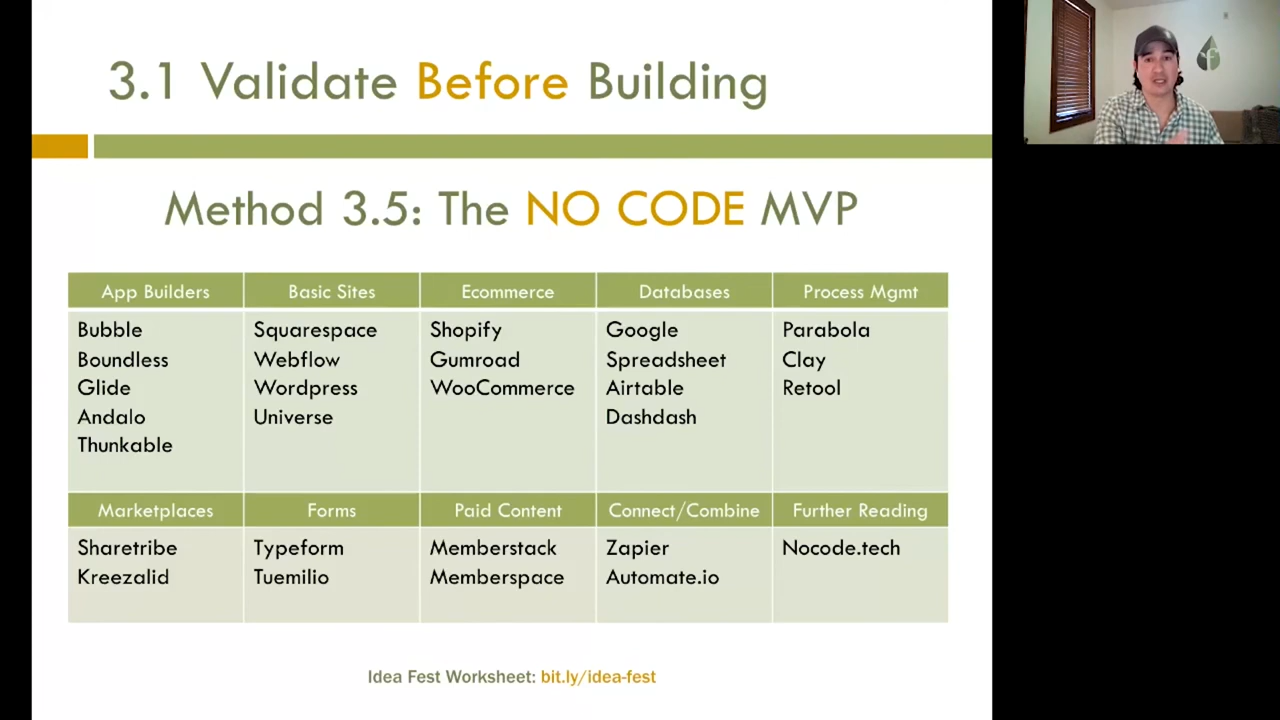 3.1 Validate Before Building
Method 3.5: The NO CODE MVP
App Builders
Bubble
Boundless
Glide
Andalo
Thunkable
Basic Sites
Squarespace
Webflow
Wordpress
Universe
Ecommerce
Shopify
Gumroad
WooCommerce
Databases
Google
Spreadsheet
Airtable
Dashdash
Process Mgmt
Parabola
Clay
Retool
Marketplaces
Sharetribe
Kreezalid
Forms
Typeform
Tuemilio
Paid Content
Memberstack
Memberspace
Connect/Combine
Zapier
Automate.io
Further Reading
Nocode.tech
Idea Fest Worksheet: bit.ly/idea-fest